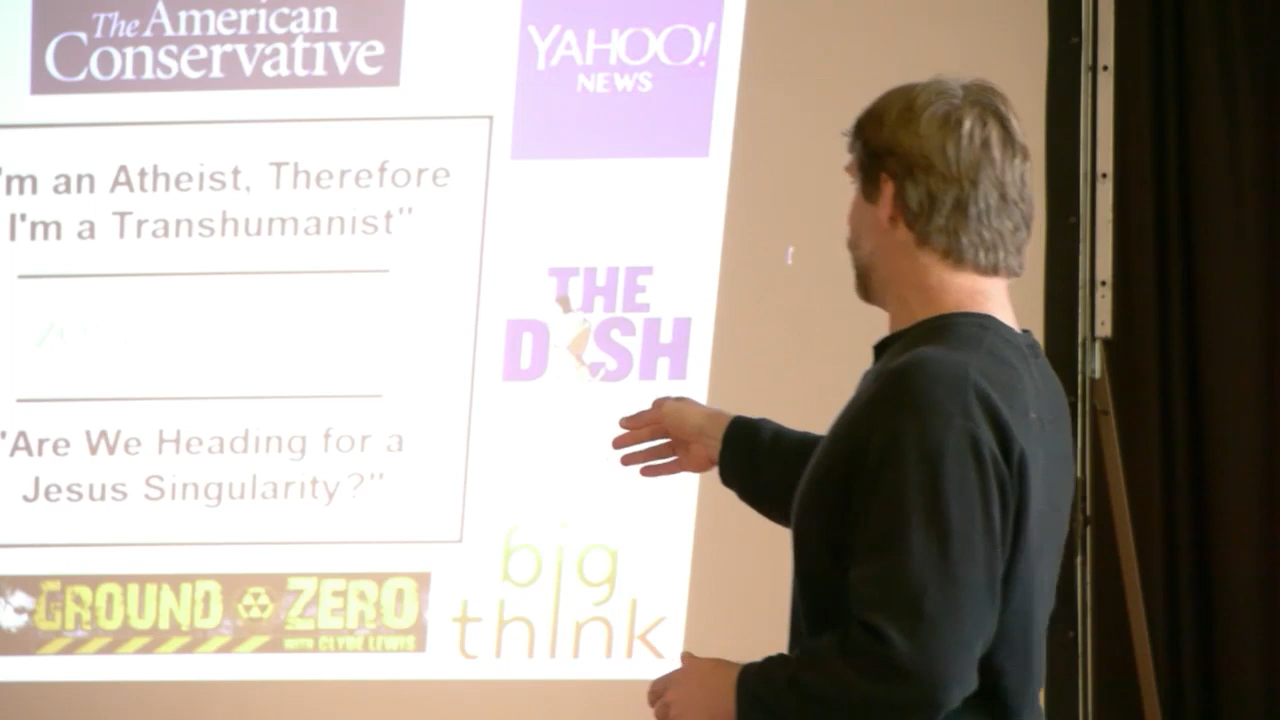 The American
Conservative
YAHOO!
NEWS
'm an Atheist, Therefore
I'm a Transhumanist"
"Are We Heading for a
Jesus Singularity?"
THE
DISH
GROUND ZERO
WITH CLYDE LEWIS
big
think